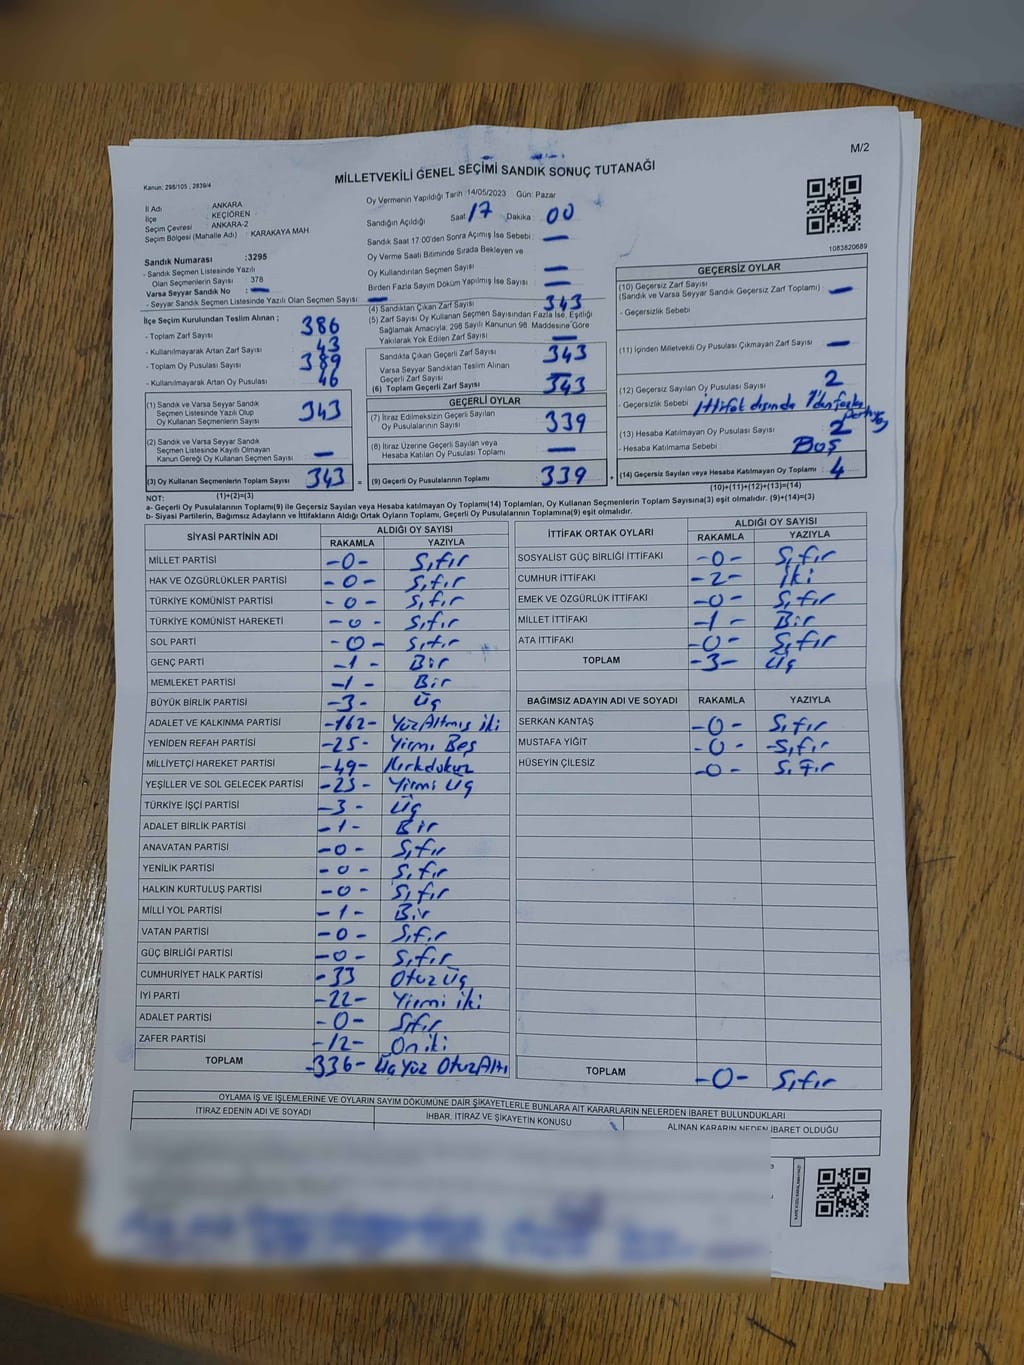 M/2
MİLLETVEKİLİ GENEL SEÇİMİ SANDIK SONUÇ TUTANAĞI
Kanun: 298/105 , 2839/4
İl Adı ANKARA
İlçe KEÇİÖREN
Seçim Çevresi : ANKARA-2
Seçim Bölgesi (Mahalle Adı) : KARAKAYA MAH
Sandık Numarası :3295
- Sandık Seçmen Listesinde Yazılı
Olan Seçmenlerin Sayısı : 378
Varsa Seyyar Sandık No : —
- Seyyar Sandık Seçmen Listesinde Yazılı Olan Seçmen Sayısı: —
İlçe Seçim Kurulundan Teslim Alınan ;
- Toplam Zarf Sayısı 386
- Kullanılmayarak Artan Zarf Sayısı 43
- Toplam Oy Pusulası Sayısı 389
- Kullanılmayarak Artan Oy Pusulası 46
(1) Sandık ve Varsa Seyyar Sandık
Seçmen Listesinde Yazılı Olup
Oy Kullanan Seçmenlerin Sayısı 343
(2) Sandık ve Varsa Seyyar Sandık
Seçmen Listesinde Kayıtlı Olmayan
Kanun Gereği Oy Kullanan Seçmen Sayısı —
(3) Oy Kullanan Seçmenlerin Toplam Sayısı 343 =
Oy Vermenin Yapıldığı Tarih :14/05/2023 Gün: Pazar
Sandığın Açıldığı Saat 17 Dakika : 00
Sandık Saat 17.00'den Sonra Açımış İse Sebebi : —
Oy Verme Saati Bitiminde Sırada Bekleyen ve
Oy Kullandırılan Seçmen Sayısı : —
Birden Fazla Sayım Döküm Yapılmış İse Sayısı : —
(4) Sandıktan Çıkan Zarf Sayısı : 343
(5) Zarf Sayısı Oy Kullanan Seçmen Sayısından Fazla İse, Eşitliği
Sağlamak Amacıyla, 298 Sayılı Kanunun 98. Maddesine Göre
Yakılarak Yok Edilen Zarf Sayısı : —
Sandıkta Çıkan Geçerli Zarf Sayısı : 343
Varsa Seyyar Sandıktan Teslim Alınan
Geçerli Zarf Sayısı : —
(6) Toplam Geçerli Zarf Sayısı : 343
GEÇERLİ OYLAR
(7) İtiraz Edilmeksizin Geçerli Sayılan
Oy Pusulalarının Sayısı : 339
(8) İtiraz Üzerine Geçerli Sayılan veya
Hesaba Katılan Oy Pusulası Toplamı : —
(9) Geçerli Oy Pusulalarının Toplamı : 339 +
1083820689
GEÇERSİZ OYLAR
(10) Geçersiz Zarf Sayısı
(Sandık ve Varsa Seyyar Sandık Geçersiz Zarf Toplamı) : —
- Geçersizlik Sebebi :
(11) İçinden Milletvekili Oy Pusulası Çıkmayan Zarf Sayısı : —
(12) Geçersiz Sayılan Oy Pusulası Sayısı : 2
- Geçersizlik Sebebi : İttifak dışında 1'den fazla
(13) Hesaba Katılmayan Oy Pusulası Sayısı : 2
- Hesaba Katılmama Sebebi : Boş
(14) Geçersiz Sayılan veya Hesaba Katılmayan Oy Toplamı : 4
(10)+(11)+(12)+(13)=(14)
NOT: (1)+(2)=(3)
a- Geçerli Oy Pusulalarının Toplamı(9) ile Geçersiz Sayılan veya Hesaba katılmayan Oy Toplamı(14) Toplamları, Oy Kullanan Seçmenlerin Toplam Sayısına(3) eşit olmalıdır. (9)+(14)=(3)
b- Siyasi Partilerin, Bağımsız Adayların ve İttifakların Aldığı Ortak Oyların Toplamı, Geçerli Oy Pusulalarının Toplamına(9) eşit olmalıdır.
SİYASİ PARTİNİN ADI ALDIĞI OY SAYISI
RAKAMLA YAZIYLA
MİLLET PARTİSİ -0- Sıfır
HAK VE ÖZGÜRLÜKLER PARTİSİ -0- Sıfır
TÜRKİYE KOMÜNİST PARTİSİ -0- Sıfır
TÜRKİYE KOMÜNİST HAREKETİ -0- Sıfır
SOL PARTİ -0- Sıfır
GENÇ PARTİ -1- Bir
MEMLEKET PARTİSİ -1- Bir
BÜYÜK BİRLİK PARTİSİ -3- Üç
ADALET VE KALKINMA PARTİSİ -162- YüzAltmış iki
YENİDEN REFAH PARTİSİ -25- Yirmi Beş
MİLLİYETÇİ HAREKET PARTİSİ -49- Kırkdokuz
YEŞİLLER VE SOL GELECEK PARTİSİ -23- Yirmi üç
TÜRKİYE İŞÇİ PARTİSİ -3- Üç
ADALET BİRLİK PARTİSİ -1- Bir
ANAVATAN PARTİSİ -0- Sıfır
YENİLİK PARTİSİ -0- Sıfır
HALKIN KURTULUŞ PARTİSİ -0- Sıfır
MİLLİ YOL PARTİSİ -1- Bir
VATAN PARTİSİ -0- Sıfır
GÜÇ BİRLİĞİ PARTİSİ -0- Sıfır
CUMHURİYET HALK PARTİSİ -33 Otuz üç
İYİ PARTİ -22- Yirmi iki
ADALET PARTİSİ -0- Sıfır
ZAFER PARTİSİ -12- On iki
TOPLAM -336- Üç Yüz OtuzAltı
İTTİFAK ORTAK OYLARI ALDIĞI OY SAYISI
RAKAMLA YAZIYLA
SOSYALİST GÜÇ BİRLİĞİ İTTİFAKI -0- Sıfır
CUMHUR İTTİFAKI -2- İki
EMEK VE ÖZGÜRLÜK İTTİFAKI -0- Sıfır
MİLLET İTTİFAKI -1- Bir
ATA İTTİFAKI -0- Sıfır
TOPLAM -3- Üç
BAĞIMSIZ ADAYIN ADI VE SOYADI RAKAMLA YAZIYLA
SERKAN KANTAŞ -0- Sıfır
MUSTAFA YİĞİT -0- -Sıfır
HÜSEYİN ÇİLESİZ -0- Sıfır
TOPLAM -0- Sıfır
OYLAMA İŞ VE İŞLEMLERİNE VE OYLARIN SAYIM DÖKÜMÜNE DAİR ŞİKAYETLERLE BUNLARA AİT KARARLARIN NELERDEN İBARET BULUNDUKLARI
İTİRAZ EDENİN ADI VE SOYADI İHBAR, İTİRAZ VE ŞİKAYETİN KONUSU ALINAN KARARIN NEDEN İBARET OLDUĞU